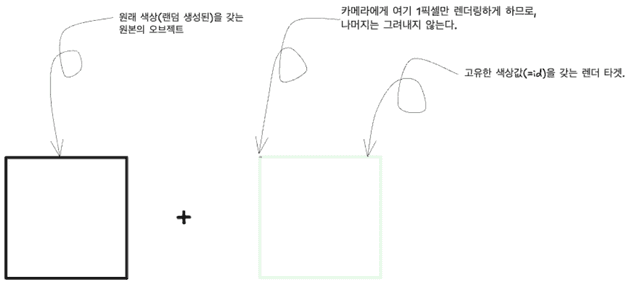 원래 색상(랜덤 생성된)을 갖는
원본의 오브젝트
카메라에게 여기 1픽셀만 렌더링하게 하므로,
나머지는 그려내지 않는다.
고유한 색상값(=id)을 갖는 렌더 타겟.
+